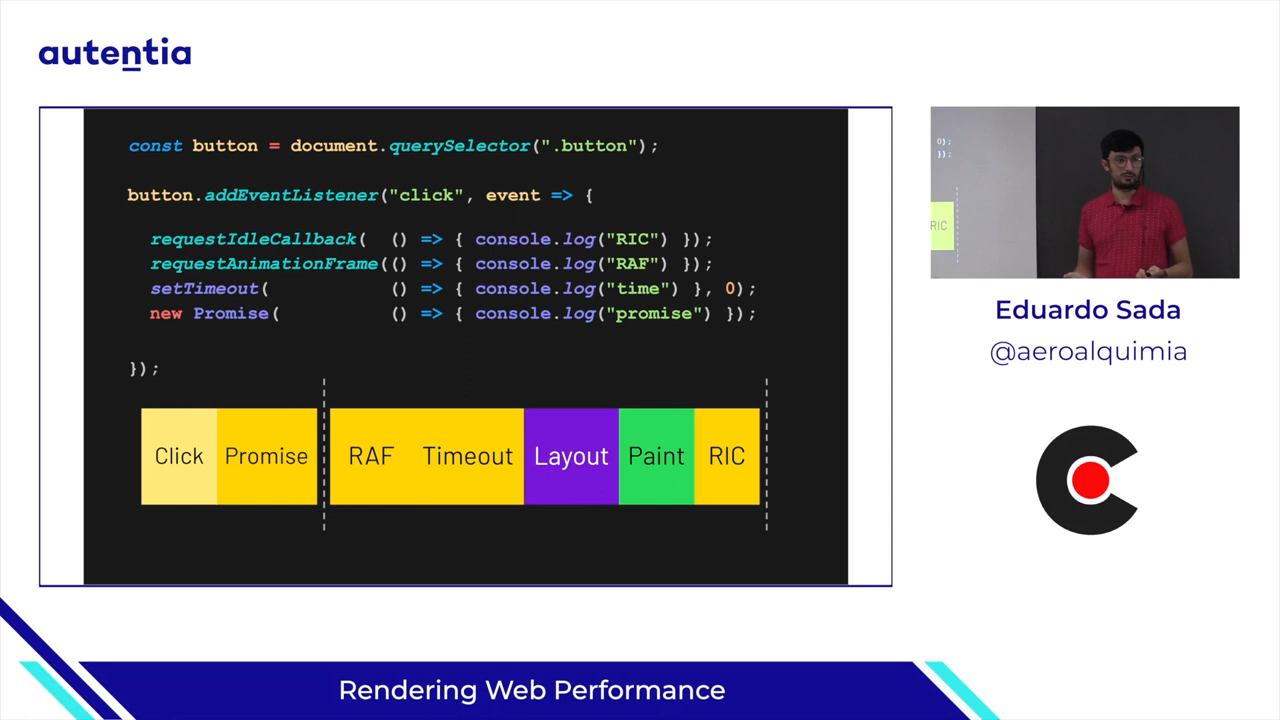 autentia
const button = document.querySelector(".button");
button.addEventListener("click", event => {
requestIdleCallback( () => { console.log("RIC") });
requestAnimationFrame(() => { console.log("RAF") });
setTimeout( () => { console.log("time") }, 0);
new Promise( () => { console.log("promise") });
});
Click Promise RAF Timeout Layout Paint RIC
0);
});
RIC
Eduardo Sada
@aeroalquimia
Rendering Web Performance